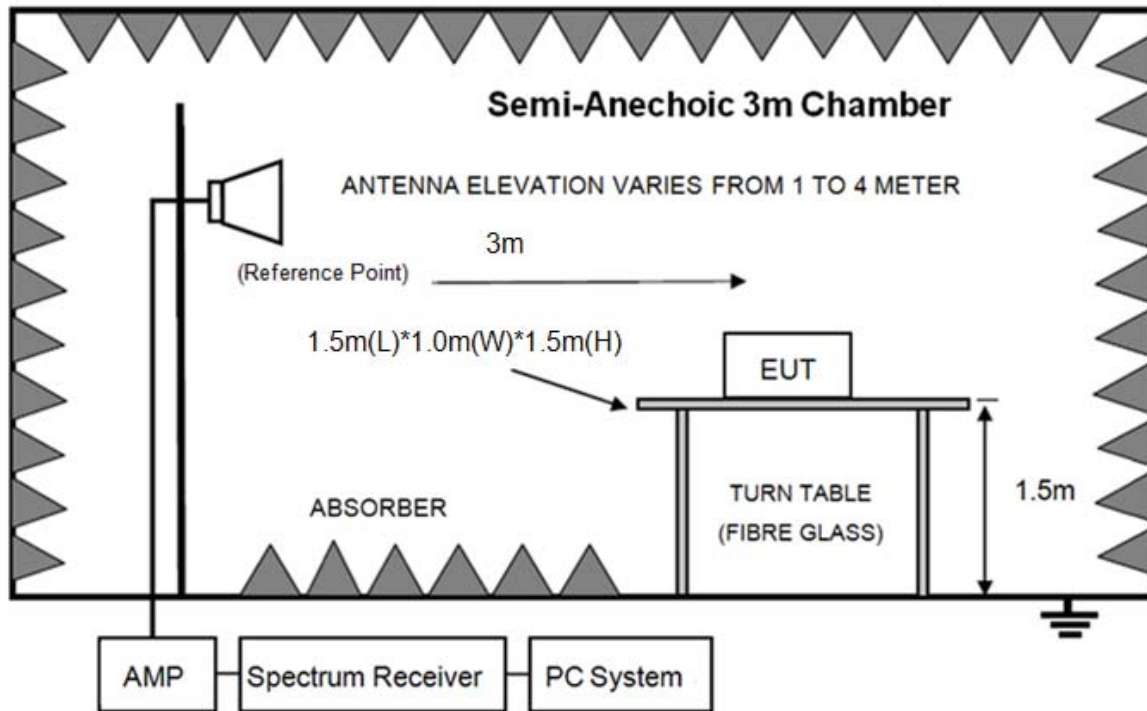 Semi-Anechoic 3m Chamber
ANTENNA ELEVATION VARIES FROM 1 TO 4 METER
3m
(Reference Point)
1.5m(L)*1.0m(W)*1.5m(H)
EUT
ABSORBER
TURN TABLE
(FIBRE GLASS)
1.5m
AMP
Spectrum Receiver
PC System